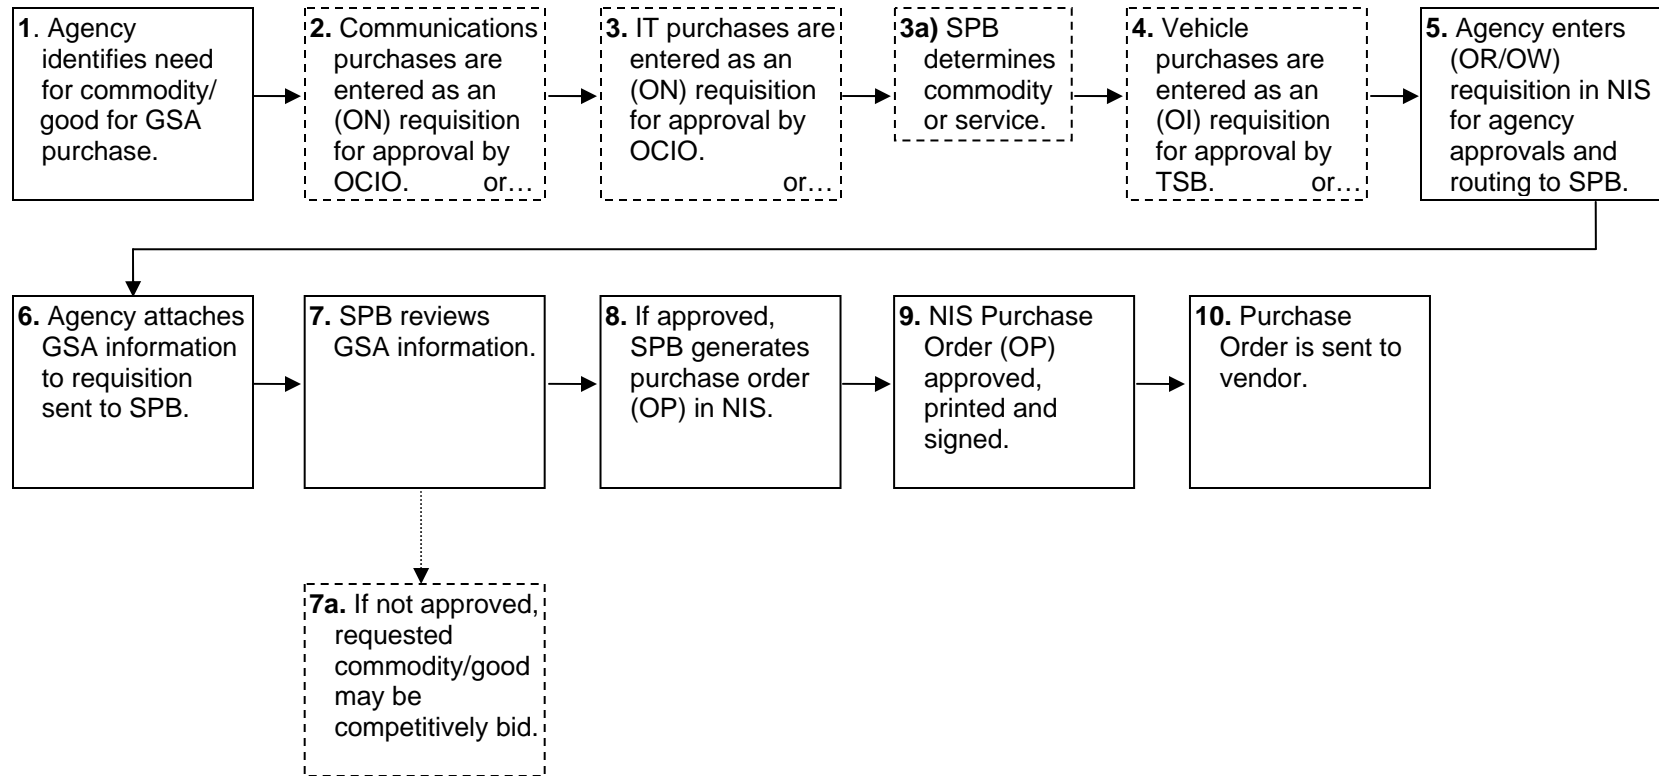 1. Agency
identifies need
for commodity/
good for GSA
purchase.
2. Communications
purchases are
entered as an
(ON) requisition
for approval by
OCIO. or…
3. IT purchases are
entered as an
(ON) requisition
for approval by
OCIO.
or…
3a) SPB
determines
commodity
or service.
4. Vehicle
purchases are
entered as an
(OI) requisition
for approval by
TSB. or…
5. Agency enters
(OR/OW)
requisition in NIS
for agency
approvals and
routing to SPB.
6. Agency attaches
GSA information
to requisition
sent to SPB.
7. SPB reviews
GSA information.
8. If approved,
SPB generates
purchase order
(OP) in NIS.
9. NIS Purchase
Order (OP)
approved,
printed and
signed.
10. Purchase
Order is sent to
vendor.
7a. If not approved,
requested
commodity/good
may be
competitively bid.